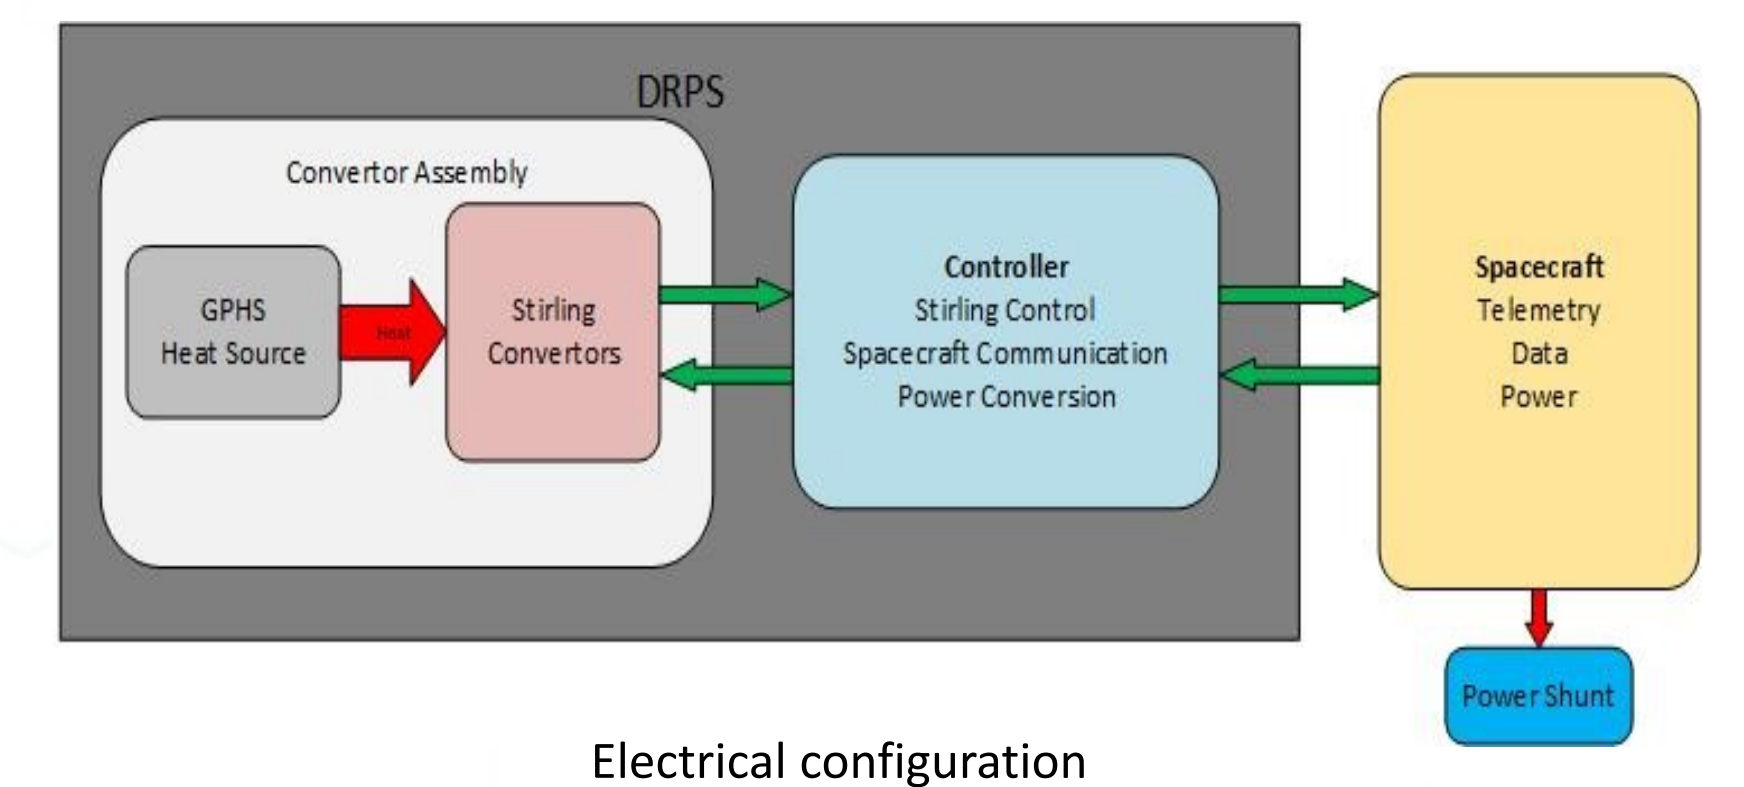 DRPS
Convertor Assembly
GPHS
Heat Source
Heat
Stirling
Convertors
Controller
Stirling Control
Spacecraft Communication
Power Conversion
Spacecraft
Telemetry
Data
Power
Power Shunt
Electrical configuration